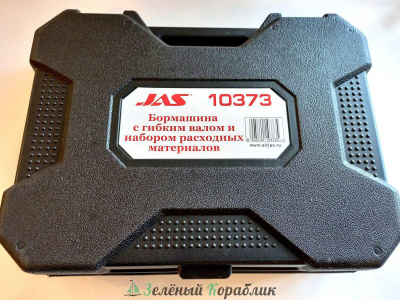 JAS 10373
Бормашина
с гибким валом и
набором расходных
материалов
www.airjas.ru
Зелёный Кораблик